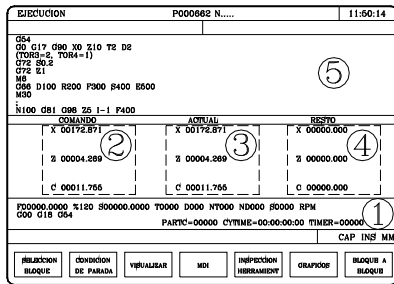 EJECUCION P000662 N..... 11:50:14
G54
G0 G17 G90 X0 Z10 T2 D2
(TOR3=2, TOR4=1)
G72 S0.2
G72 Z1
M6
G66 D100 R200 F300 S400 E500
M30
;
N100 G81 G98 Z5 I-1 F400
5
COMANDO ACTUAL RESTO
X 00172.871 X 00172.871 X 00000.000
2 3 4
Z 00004.269 Z 00004.269 Z 00000.000
C 00011.755 C 00011.755 C 00000.000
F00000.0000 %120 S00000.0000 T0000 D000 NT000 ND000 S0000 RPM
G00 G18 G54
PARTC=00000 CYTIME=00:00:00:00 TIMER=00000
1
CAP INS MM
SELECCION BLOQUE
CONDICION DE PARADA
VISUALIZAR
MDI
INSPECCION HERRAMIENT
GRAFICOS
BLOQUE A BLOQUE